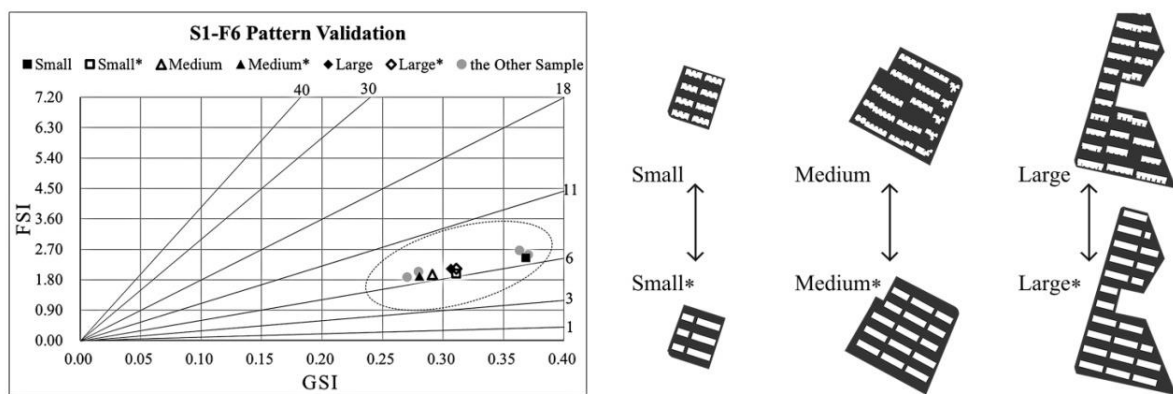 S1-F6 Pattern Validation
Small Small* Medium Medium* Large Large* the Other Sample
7.20
6.30
5.40
4.50
3.60
2.70
1.80
0.90
0.00
FSI
40
30
18
11
6
3
1
0.00 0.05 0.10 0.15 0.20 0.25 0.30 0.35 0.40
GSI
Small Medium Large
Small* Medium* Large*